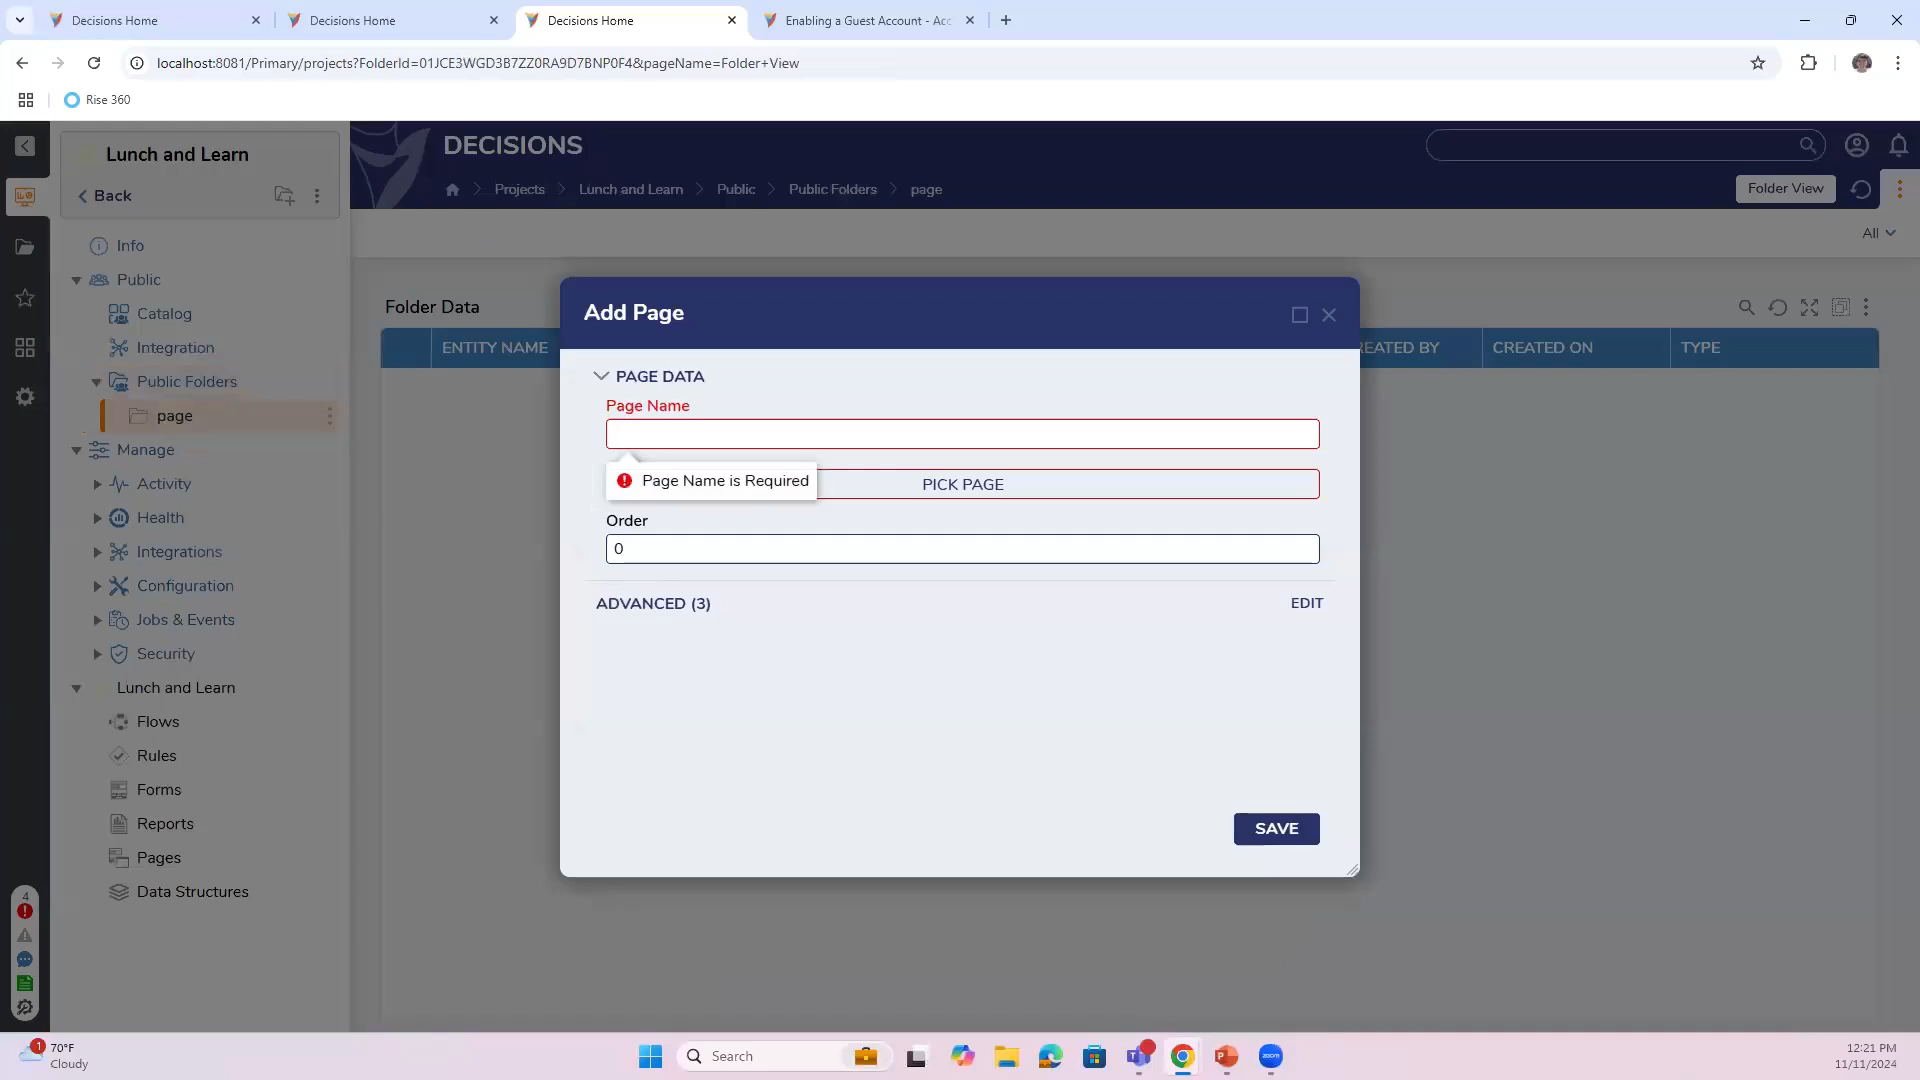 Decisions Home
Decisions Home
Decisions Home
Enabling a Guest Account - Acc
localhost:8081/Primary/projects?FolderId=01JCE3WGD3B7ZZ0RA9D7BNP0F4&pageName=Folder+View
Rise 360
Lunch and Learn
Back
DECISIONS
Projects
Lunch and Learn
Public
Public Folders
page
Folder View
All
Info
Public
Catalog
Integration
Public Folders
page
Manage
Activity
Health
Integrations
Configuration
Jobs & Events
Security
Lunch and Learn
Flows
Rules
Forms
Reports
Pages
Data Structures
4
Folder Data
ENTITY NAME
EATED BY
CREATED ON
TYPE
Add Page
PAGE DATA
Page Name
Page Name is Required
PICK PAGE
Order
0
ADVANCED (3)
EDIT
SAVE
1
70°F
Cloudy
Search
zoom
12:21 PM
11/11/2024